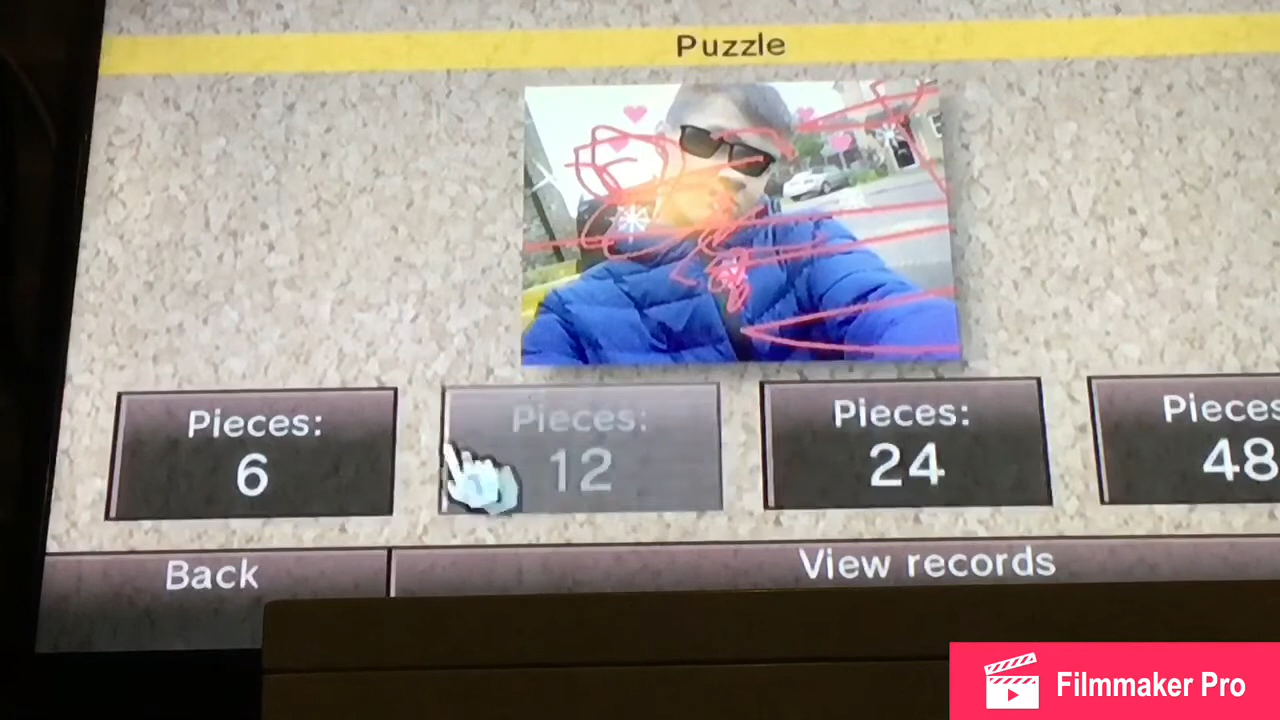 Puzzle
Pieces:
6
Pieces:
12
Pieces:
24
Pieces
48
Back
View records
Filmmaker Pro